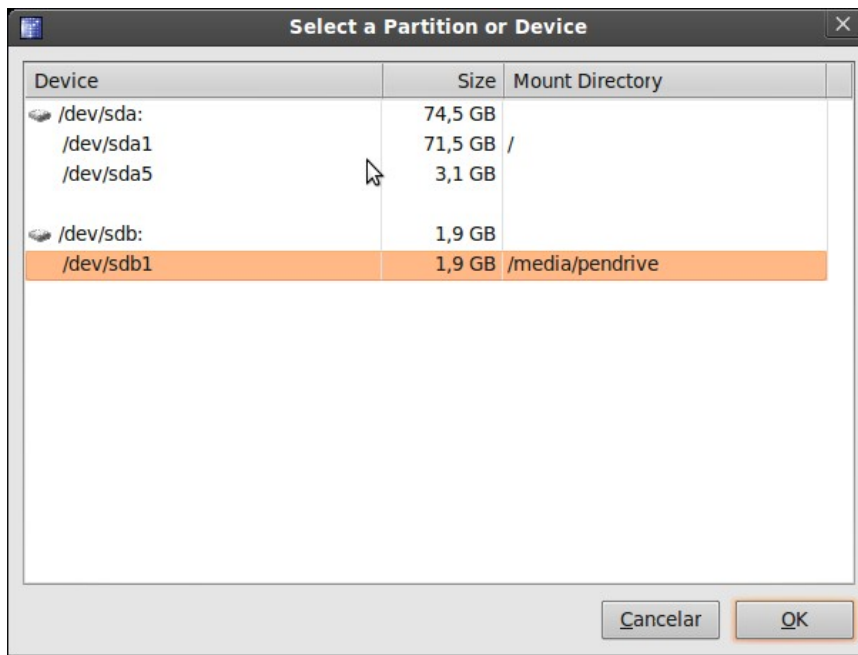 Select a Partition or Device
Device Size Mount Directory
/dev/sda: 74,5 GB
/dev/sda1 71,5 GB /
/dev/sda5 3,1 GB
/dev/sdb: 1,9 GB
/dev/sdb1 1,9 GB /media/pendrive
Cancelar OK